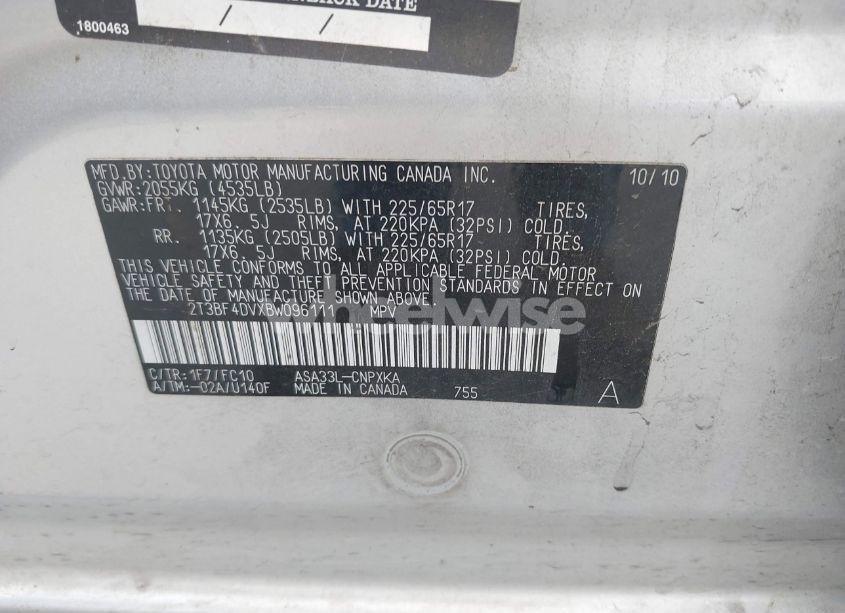 BACK DATE
/ /
1800463
MFD. BY: TOYOTA MOTOR MANUFACTURING CANADA INC. 10/10
GVWR: 2055KG (4535LB)
GAWR: FRT. 1145KG (2535LB) WITH 225/65R17 TIRES,
17X6.5J RIMS, AT 220KPA (32PSI) COLD.
RR. 1135KG (2505LB) WITH 225/65R17 TIRES,
17X6.5J RIMS, AT 220KPA (32PSI) COLD.
THIS VEHICLE CONFORMS TO ALL APPLICABLE FEDERAL MOTOR
VEHICLE SAFETY AND THEFT PREVENTION STANDARDS IN EFFECT ON
THE DATE OF MANUFACTURE SHOWN ABOVE.
2T3BF4DVXBW096111 MPV
wheelwise
C/TR: 1F7/FC10 ASA33L-CNPXKA
A/TM: -02A/U140F MADE IN CANADA 755 A